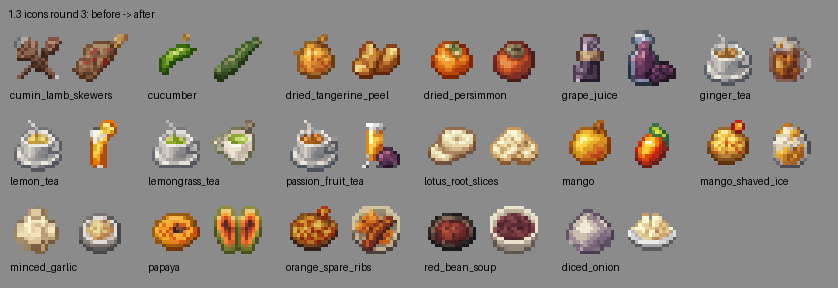 1.3 icons round 3: before -> after
cumin_lamb_skewers cucumber dried_tangerine_peel dried_persimmon grape_juice ginger_tea
lemon_tea lemongrass_tea passion_fruit_tea lotus_root_slices mango mango_shaved_ice
minced_garlic papaya orange_spare_ribs red_bean_soup diced_onion